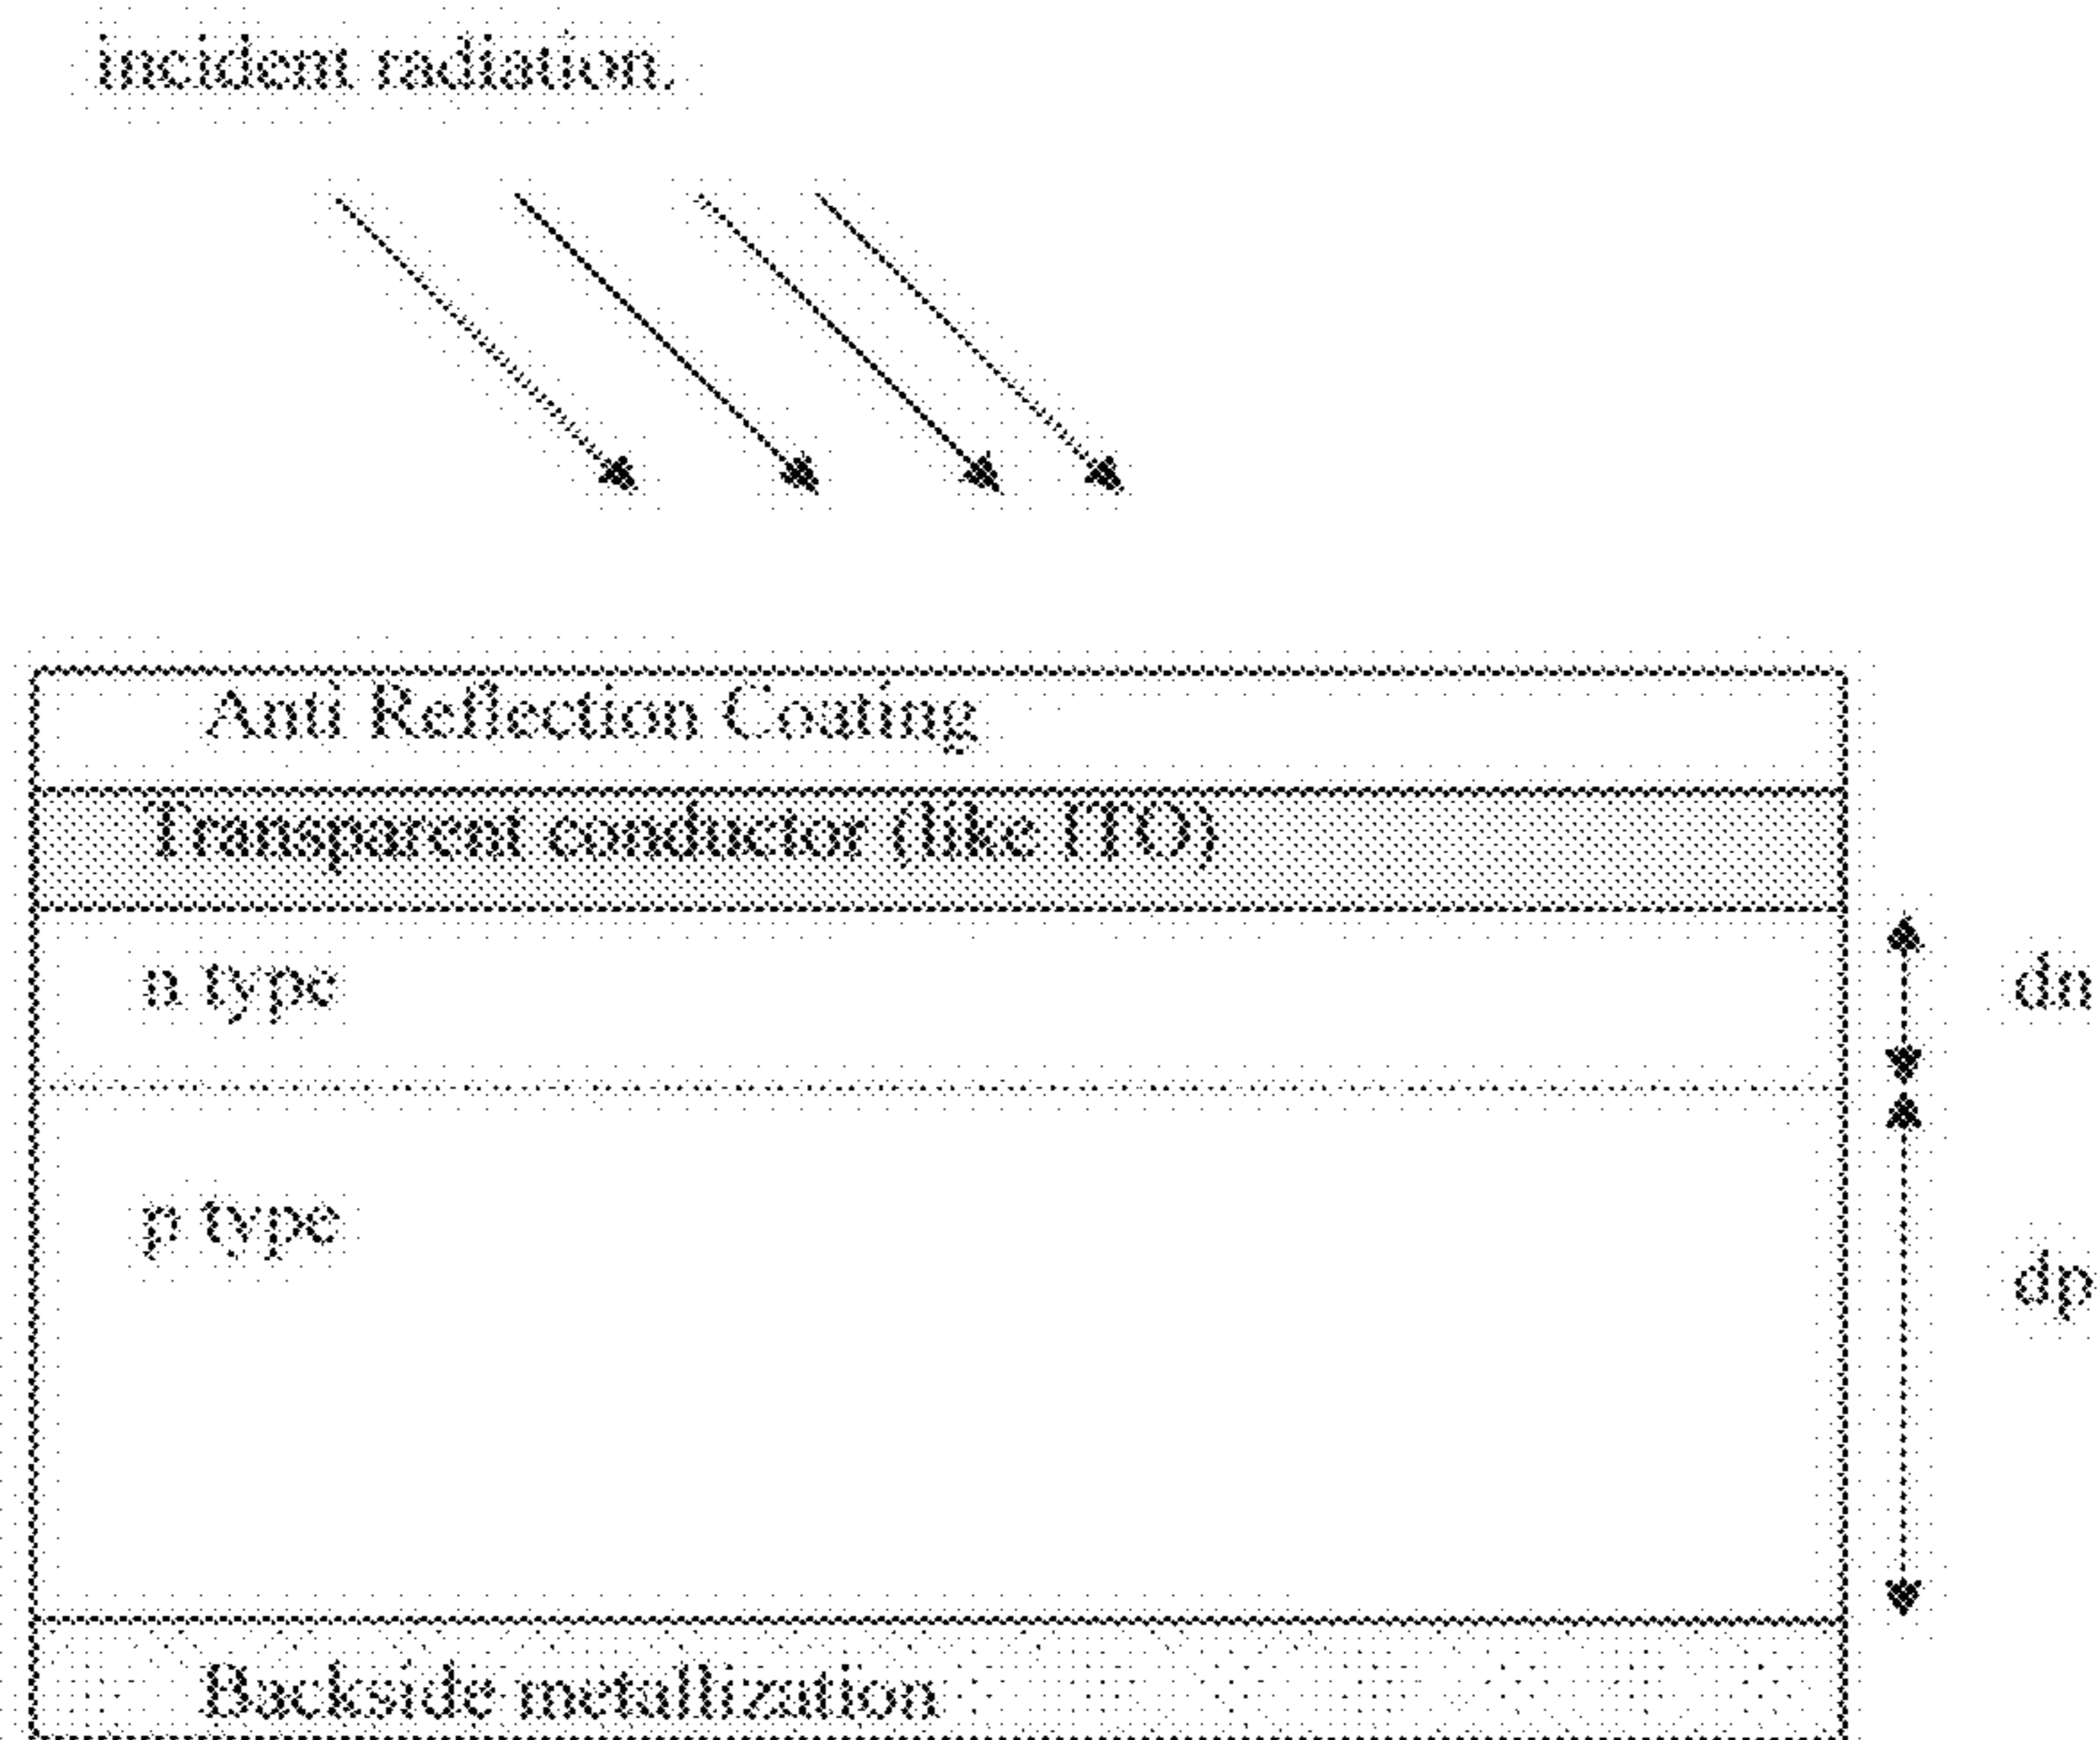 incident radiation.
Anti Reflection Coating
Transparent conductor (like ITO)
n type
dn
p type
dp
Backside metallization